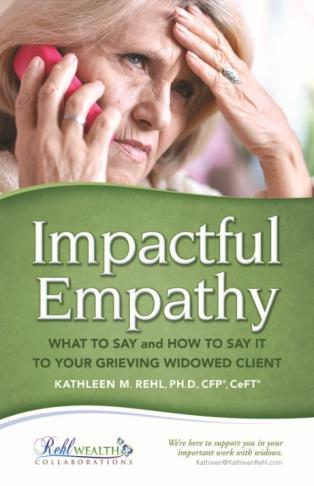 Impactful
Empathy
WHAT TO SAY and HOW TO SAY IT
TO YOUR GRIEVING WIDOWED CLIENT
KATHLEEN M. REHL, PH.D., CFP®, CeFT®
Rehl WEALTH
COLLABORATIONS
We're here to support you in your
important work with widows.
Kathleen@KathleenRehl.com